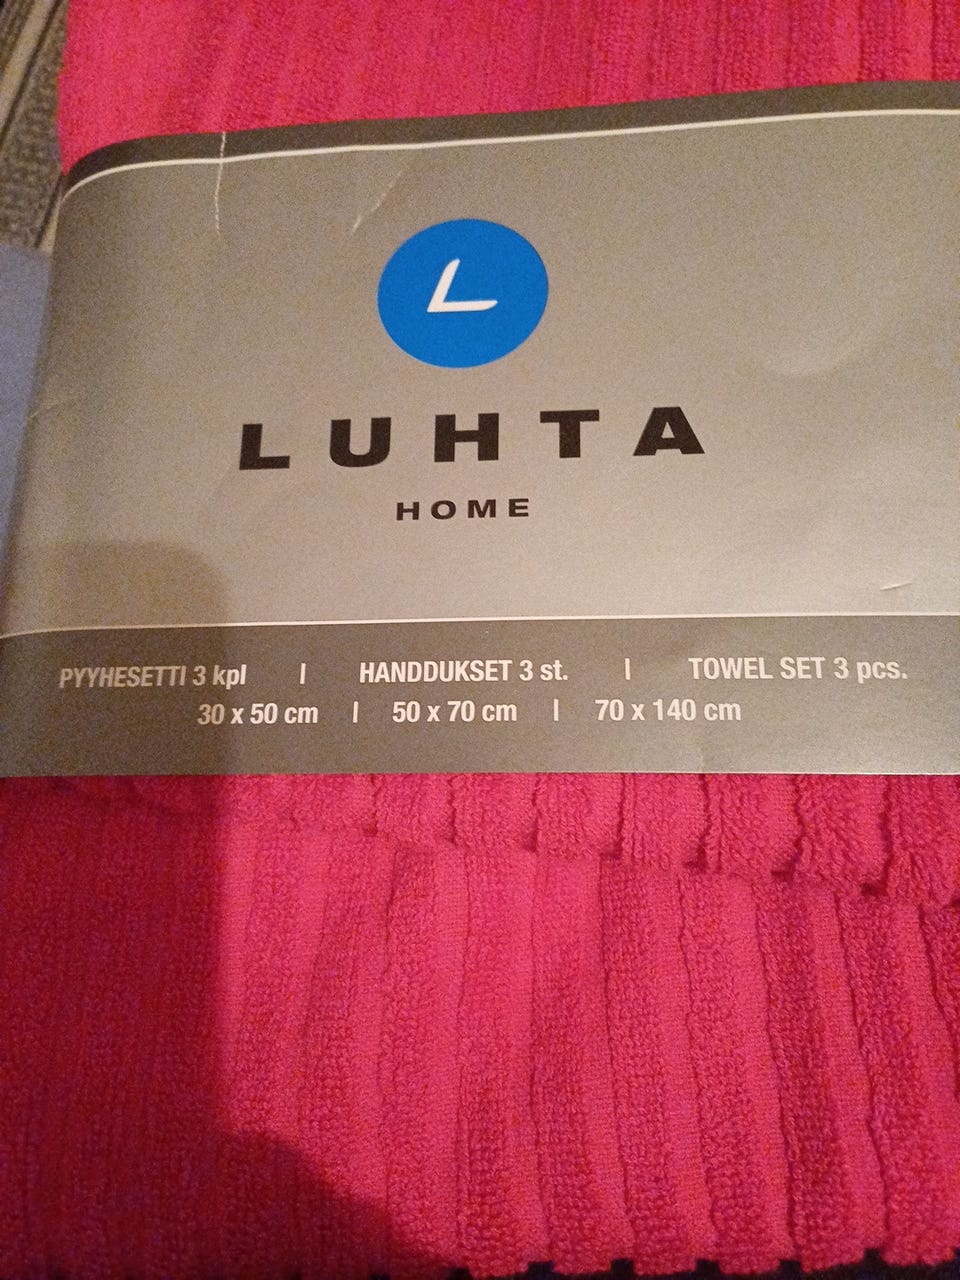 L
LUHTA
HOME
PYYHESETTI 3 kpl | HANDDUKSET 3 st. | TOWEL SET 3 pcs.
30 x 50 cm | 50 x 70 cm | 70 x 140 cm